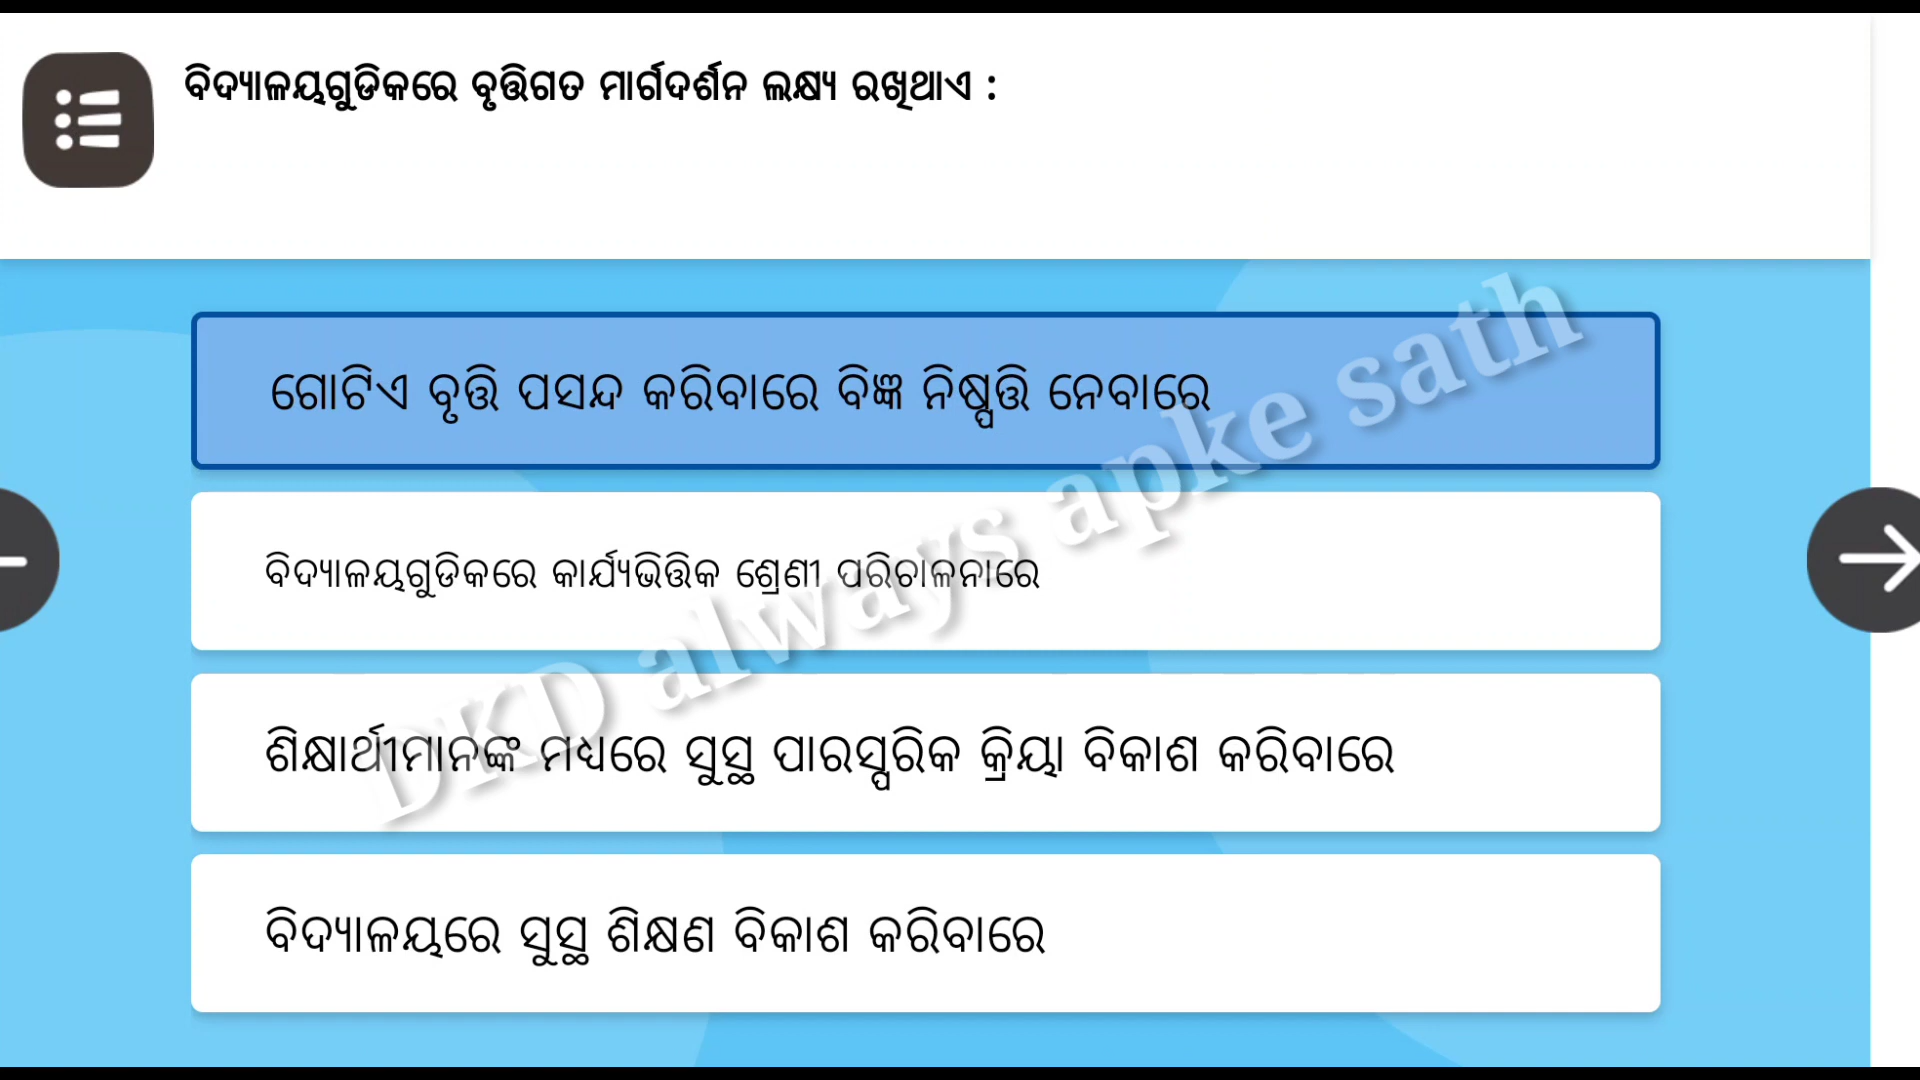 ବିଦ୍ୟାଳୟଗୁଡିକରେ ବୃତ୍ତିଗତ ମାର୍ଗଦର୍ଶନ ଲକ୍ଷ୍ୟ ରଖିଥାଏ :
ଗୋଟିଏ ବୃତ୍ତି ପସନ୍ଦ କରିବାରେ ବିଜ୍ଞ ନିଷ୍ପତ୍ତି ନେବାରେ
ବିଦ୍ୟାଳୟଗୁଡିକରେ କାର୍ଯ୍ୟଭିତ୍ତିକ ଶ୍ରେଣୀ ପରିଚାଳନାରେ
ଶିକ୍ଷାର୍ଥୀମାନଙ୍କ ମଧ୍ୟରେ ସୁସ୍ଥ ପାରସ୍ପରିକ କ୍ରିୟା ବିକାଶ କରିବାରେ
ବିଦ୍ୟାଳୟରେ ସୁସ୍ଥ ଶିକ୍ଷଣ ବିକାଶ କରିବାରେ
DKD always apke sath